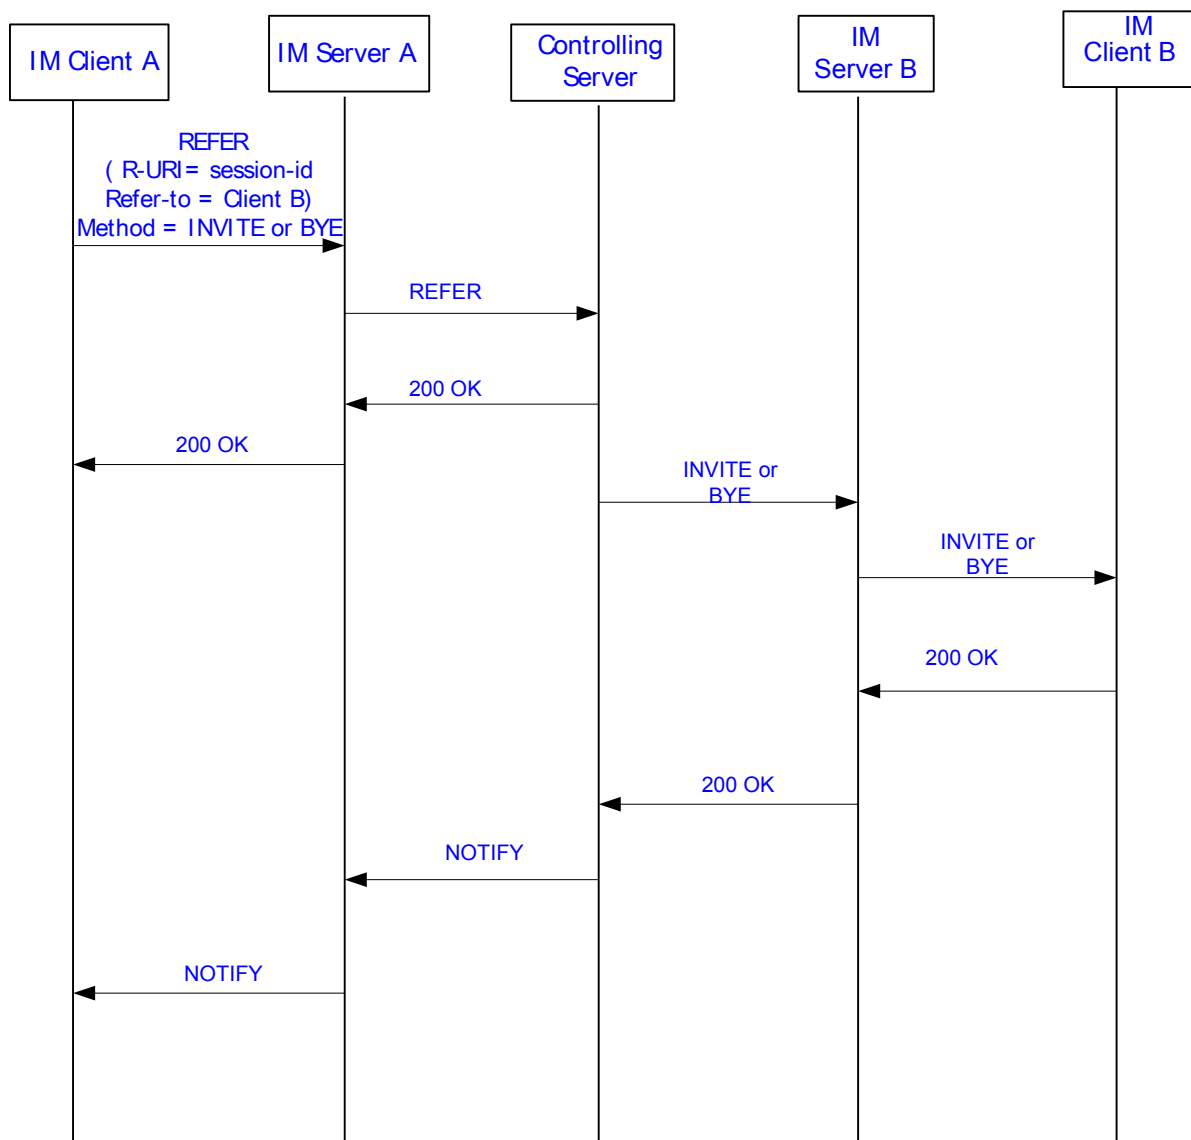 IM Client A
IM Server A
Controlling
Server
IM
Server B
IM
Client B
REFER
( R-URI= session-id
Refer-to = Client B)
Method = INVITE or BYE
REFER
200 OK
200 OK
INVITE or
BYE
INVITE or
BYE
200 OK
200 OK
NOTIFY
NOTIFY